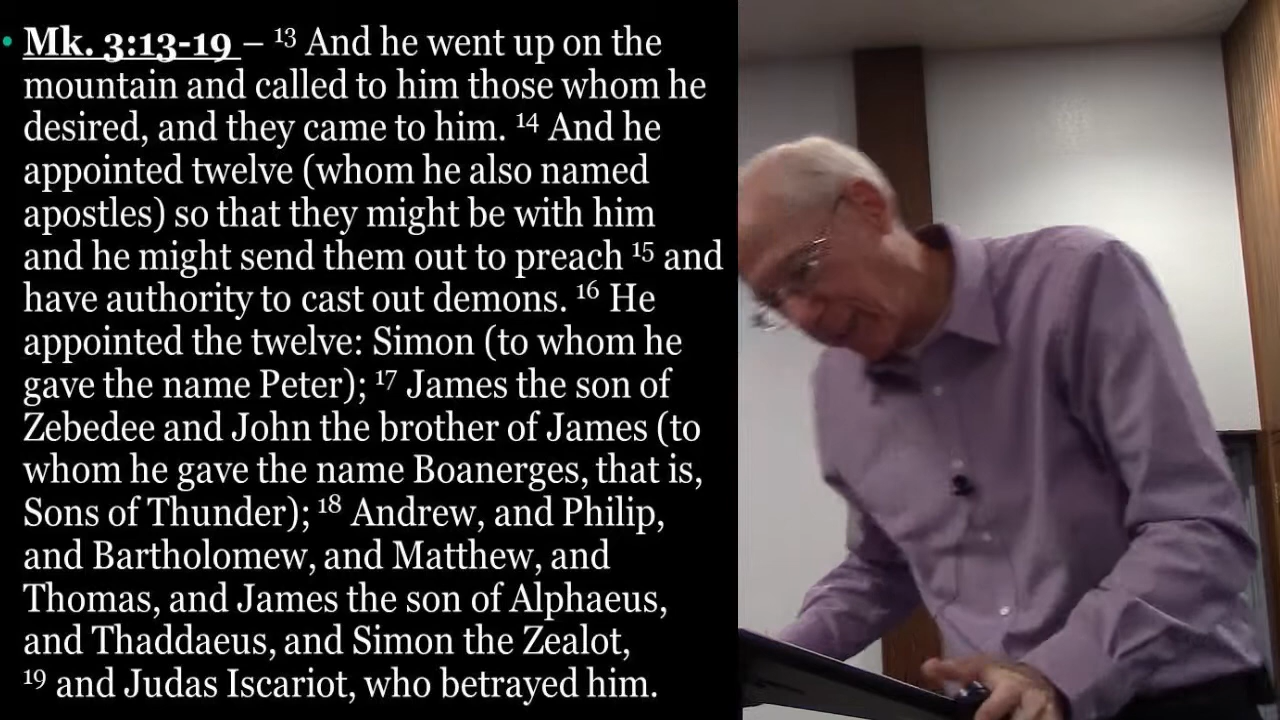 • Mk. 3:13-19 – 13 And he went up on the
mountain and called to him those whom he
desired, and they came to him. 14 And he
appointed twelve (whom he also named
apostles) so that they might be with him
and he might send them out to preach 15 and
have authority to cast out demons. 16 He
appointed the twelve: Simon (to whom he
gave the name Peter); 17 James the son of
Zebedee and John the brother of James (to
whom he gave the name Boanerges, that is,
Sons of Thunder); 18 Andrew, and Philip,
and Bartholomew, and Matthew, and
Thomas, and James the son of Alphaeus,
and Thaddaeus, and Simon the Zealot,
19 and Judas Iscariot, who betrayed him.